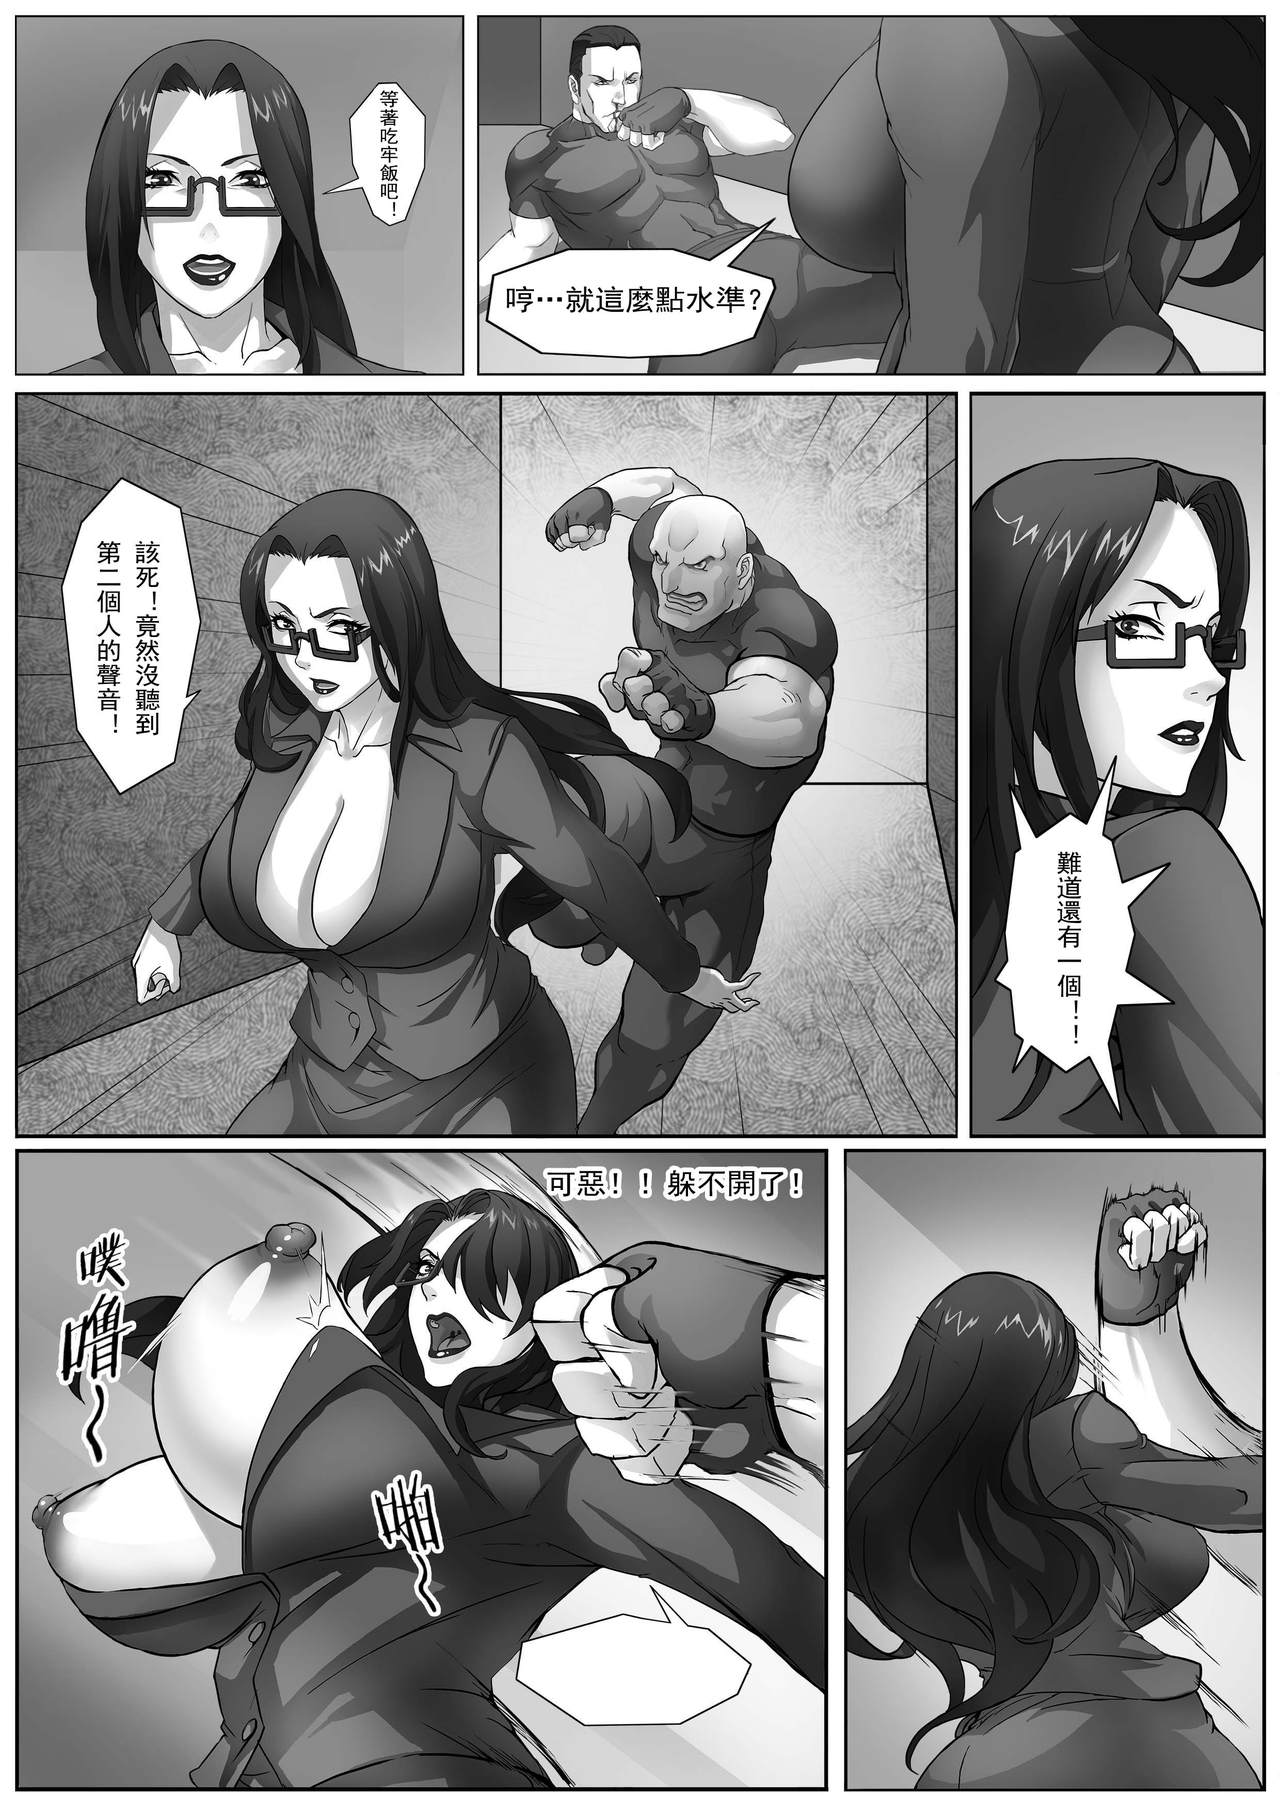 哼…就這麼點水準？
等著吃牢飯吧！
難道還有一個！！
該死！竟然沒聽到
第二個人的聲音！
可惡！！躲不開了！
啪～
噗
嚕～